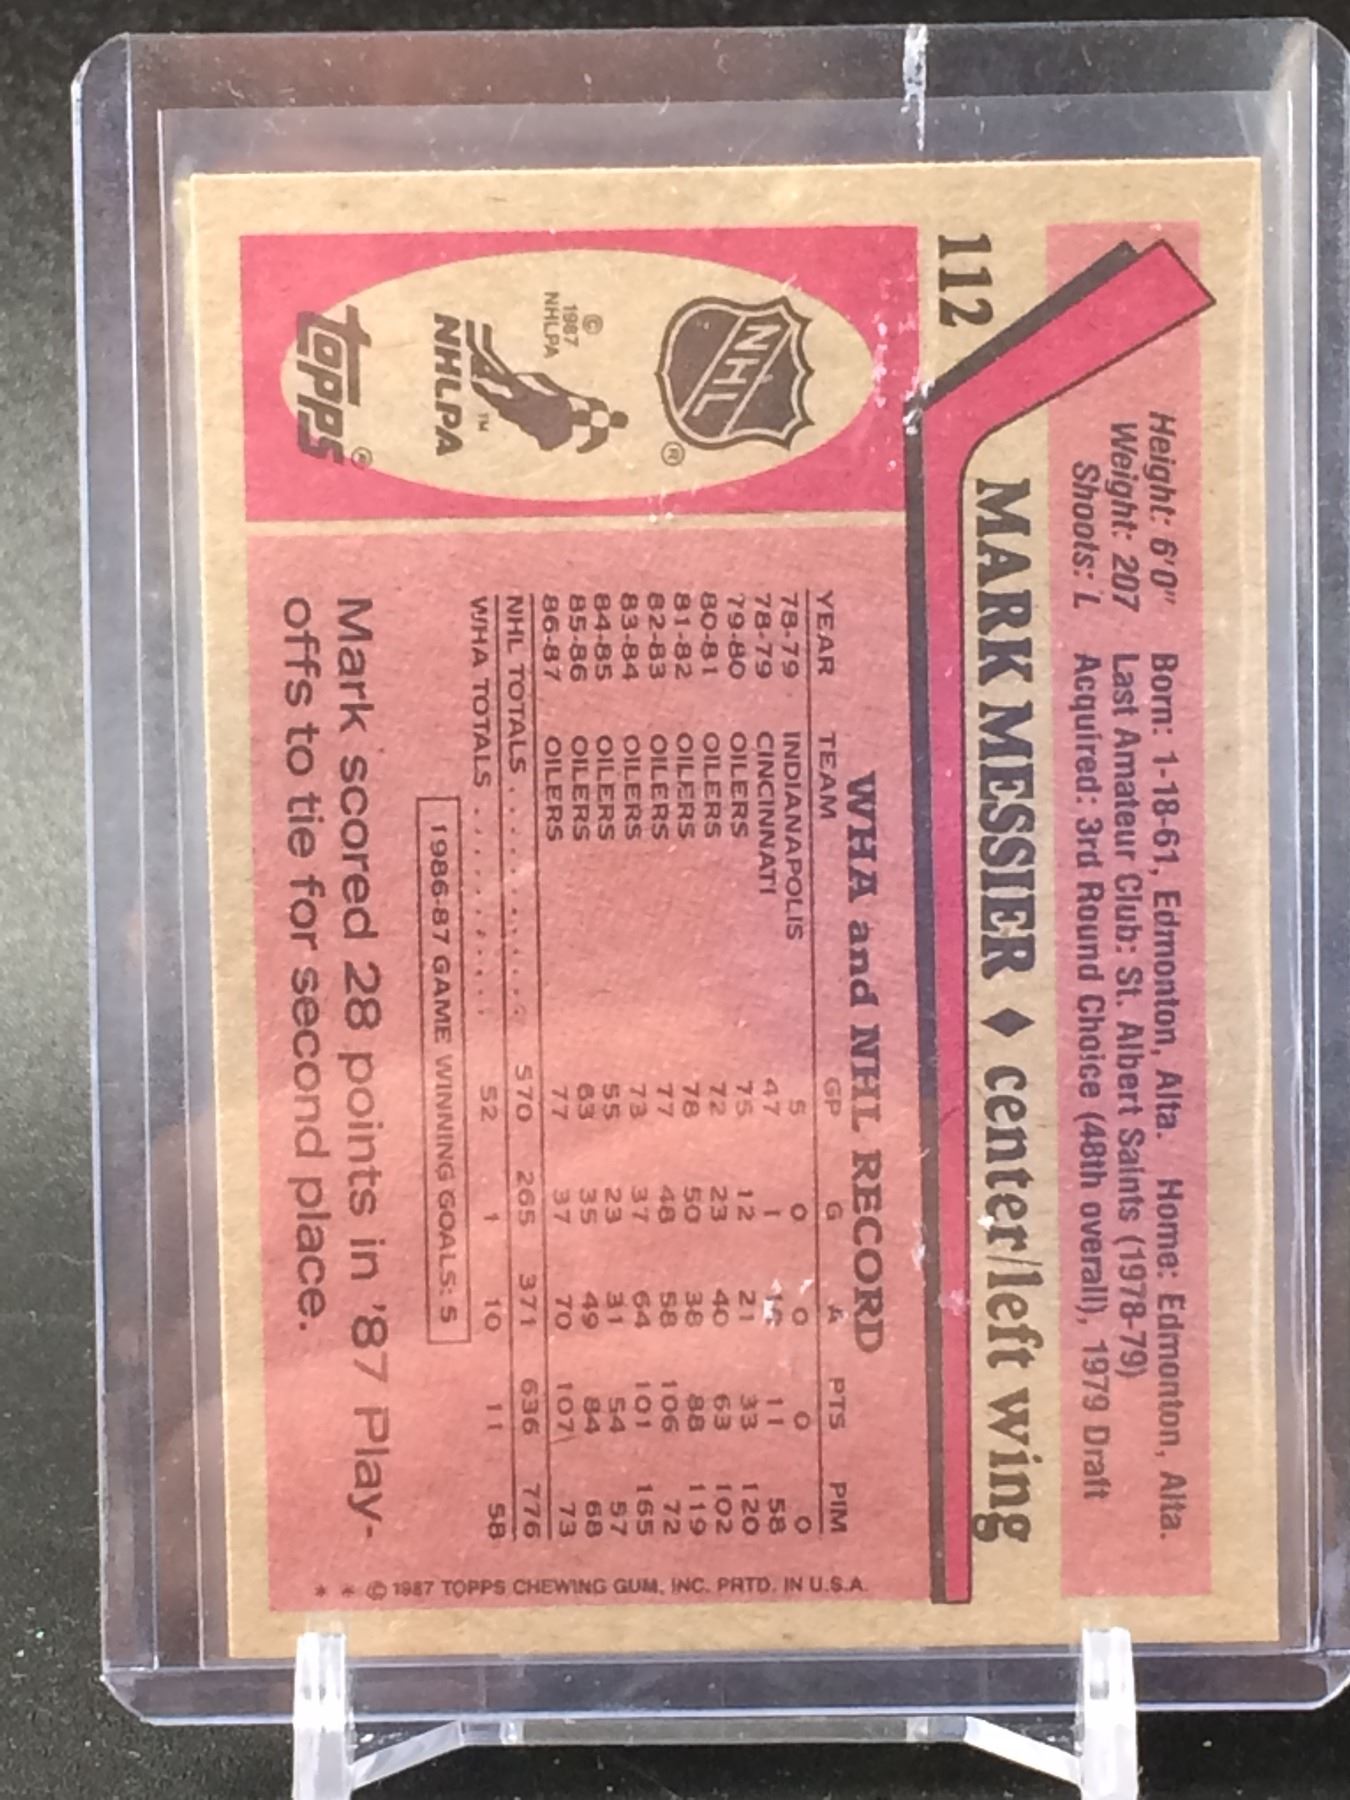 112
MARK MESSIER ♦ center/left wing
Height: 6'0" Born: 1-18-61, Edmonton, Alta. Home: Edmonton, Alta.
Weight: 207 Last Amateur Club: St. Albert Saints (1978-79)
Shoots: L Acquired: 3rd Round Choice (48th overall), 1979 Draft
NHL
®
© 1987 NHLPA
NHLPA
TM
TOPPS
®
WHA and NHL RECORD
YEAR TEAM GP G A PTS PIM
78-79 INDIANAPOLIS 5 0 0 0 0
78-79 CINCINNATI 47 1 11 58
79-80 OILERS 75 12 21 33 120
80-81 OILERS 72 23 40 63 102
81-82 OILERS 78 50 38 88 119
82-83 OILERS 77 48 58 106 72
83-84 OILERS 73 37 64 101 165
84-85 OILERS 55 23 31 54 57
85-86 OILERS 63 35 49 84 68
86-87 OILERS 77 37 70 107 73
NHL TOTALS . . . . . . . . . 570 265 371 636 776
WHA TOTALS . . . . . . . . . 52 1 10 11 58
1986-87 GAME WINNING GOALS: 5
Mark scored 28 points in '87 Play-
offs to tie for second place.
* * © 1987 TOPPS CHEWING GUM, INC. PRTD. IN U.S.A.